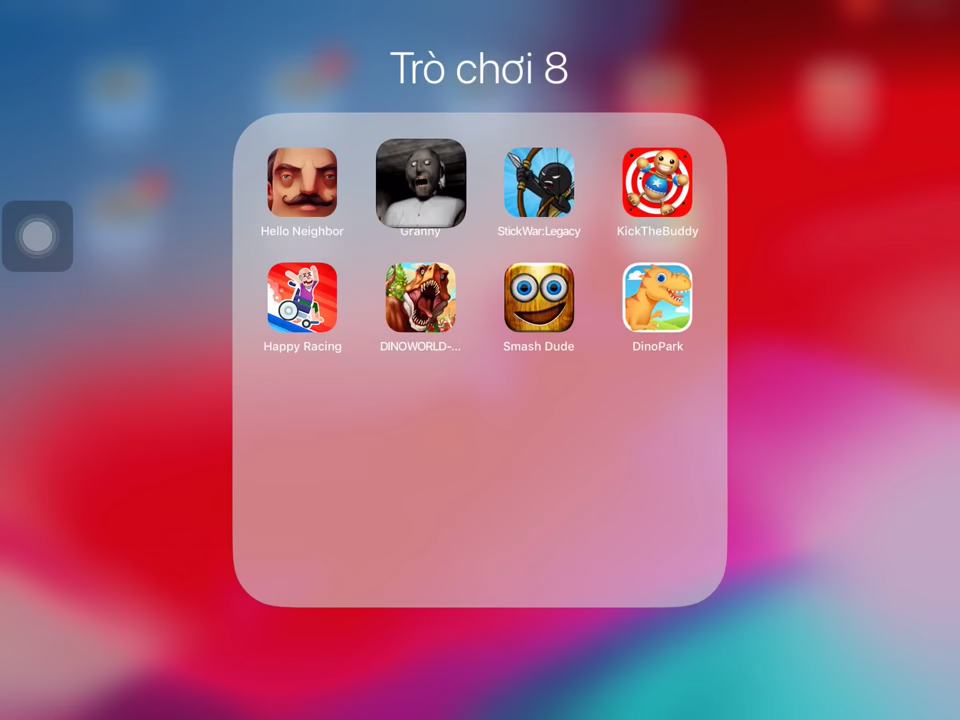 Trò chơi 8
Hello Neighbor
Granny
StickWar:Legacy
KickTheBuddy
Happy Racing
DINOWORLD-...
Smash Dude
DinoPark